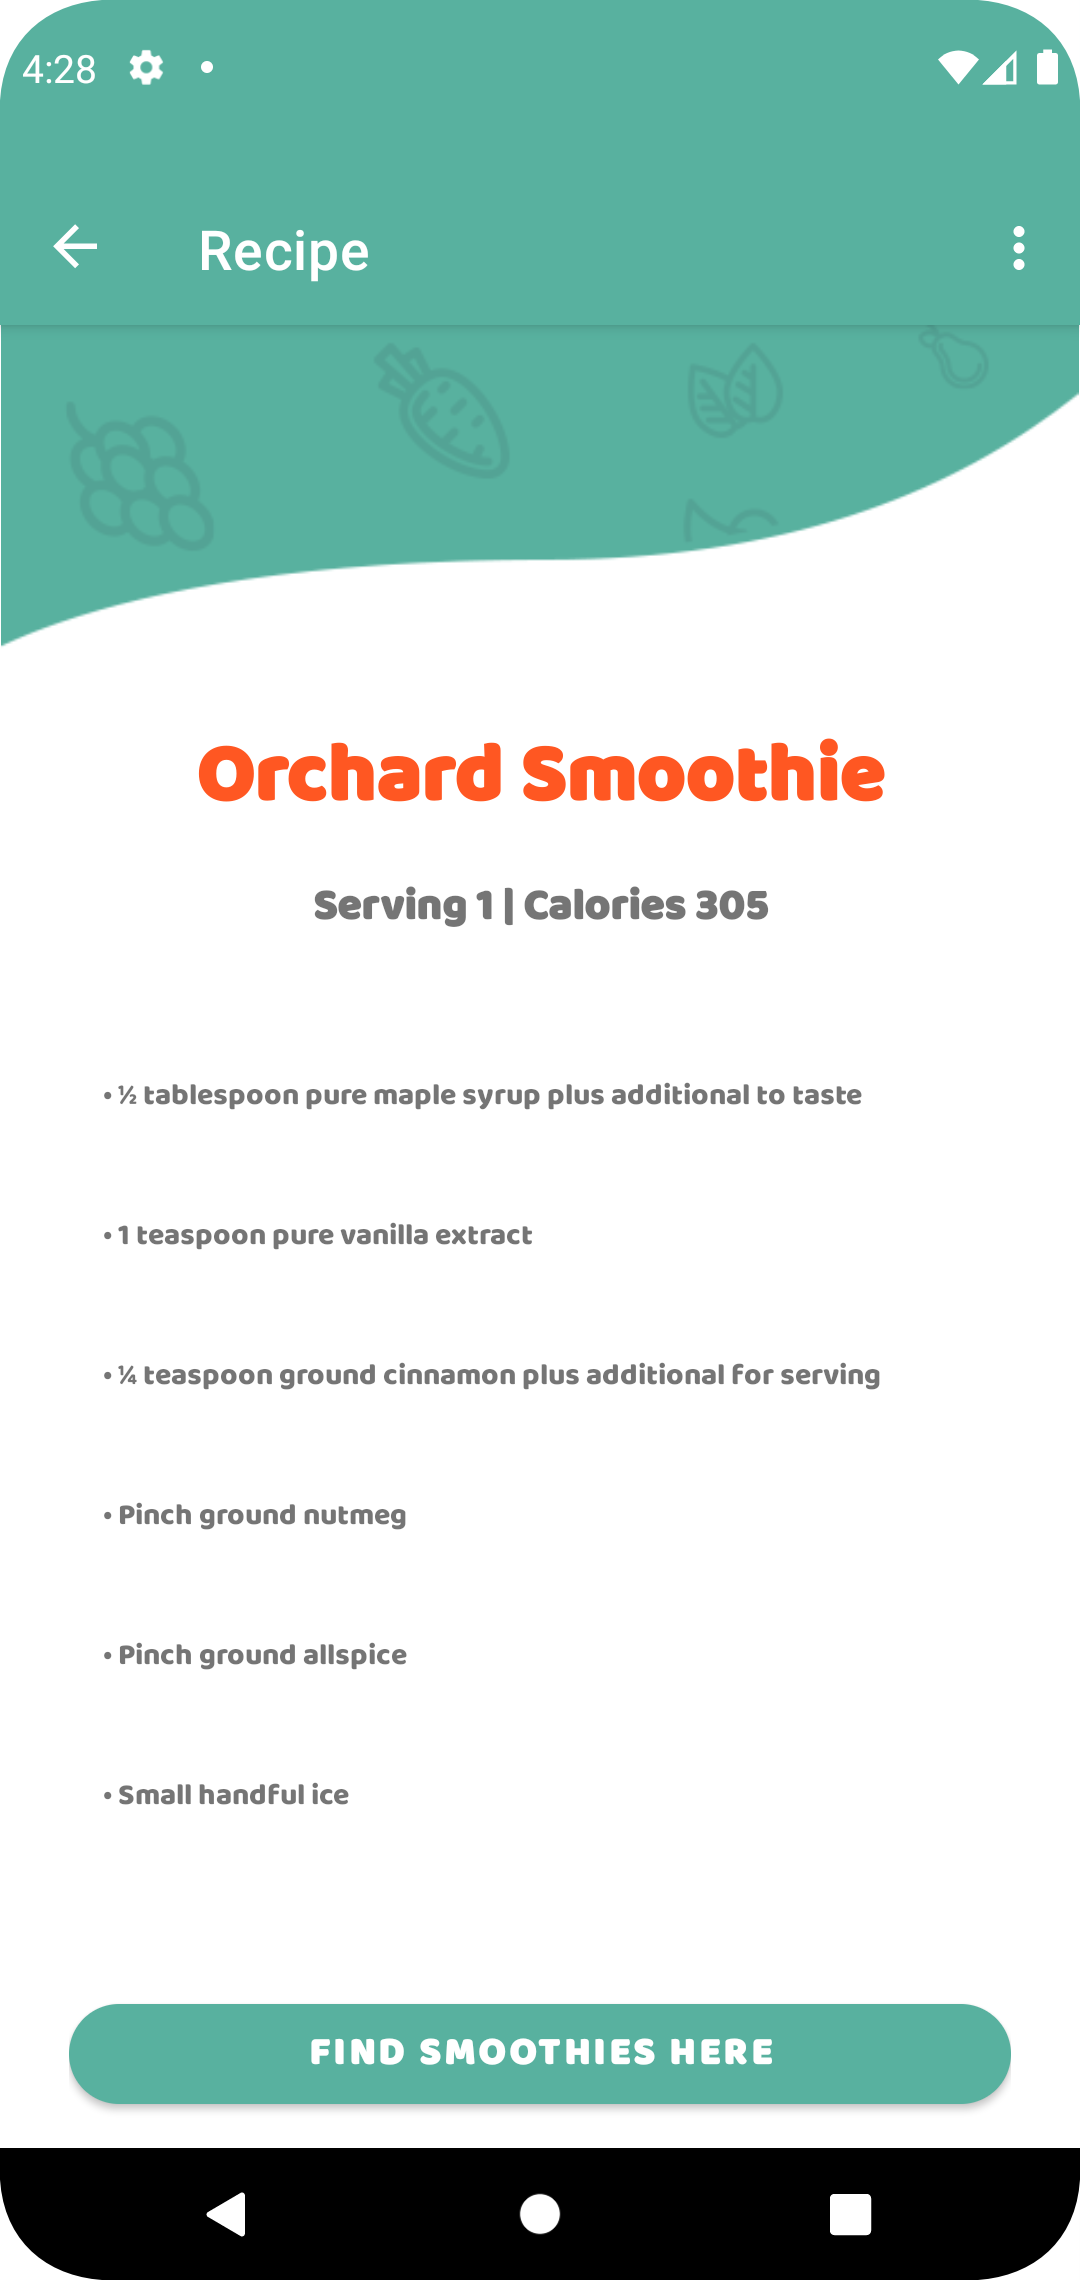 4:28
Recipe
Orchard Smoothie
Serving 1 | Calories 305
• ½ tablespoon pure maple syrup plus additional to taste
• 1 teaspoon pure vanilla extract
• ¼ teaspoon ground cinnamon plus additional for serving
• Pinch ground nutmeg
• Pinch ground allspice
• Small handful ice
FIND SMOOTHIES HERE